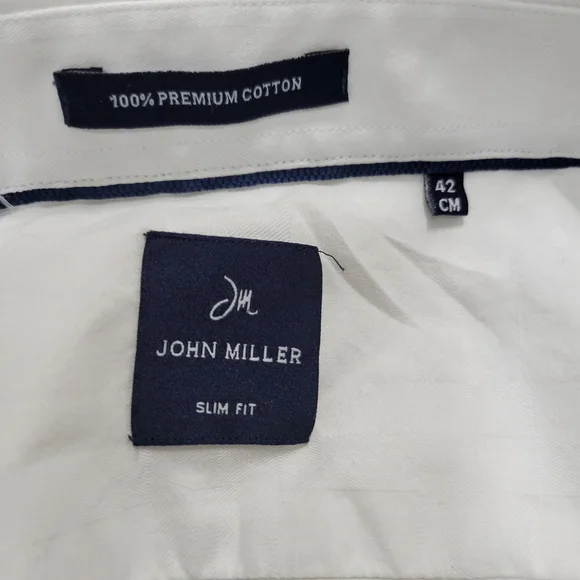 100% PREMIUM COTTON
42
CM
JM
JOHN MILLER
SLIM FIT